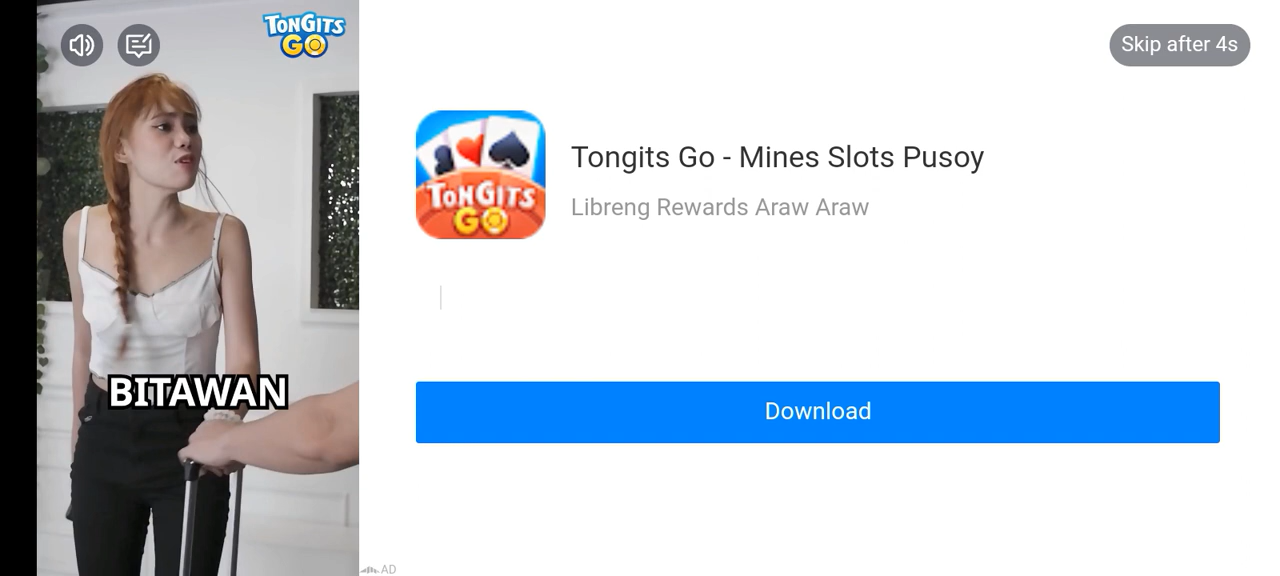 TONGITS
GO
Skip after 4s
TONGITS
GO
Tongits Go - Mines Slots Pusoy
Libreng Rewards Araw Araw
BITAWAN
Download
AD